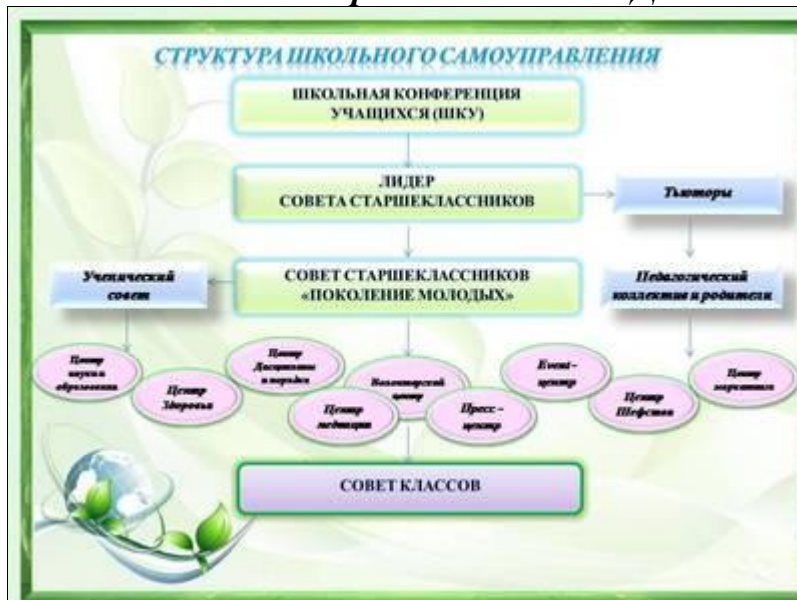 СТРУКТУРА ШКОЛЬНОГО САМОУПРАВЛЕНИЯ
ШКОЛЬНАЯ КОНФЕРЕНЦИЯ
УЧАЩИХСЯ (ШКУ)
ЛИДЕР
СОВЕТА СТАРШЕКЛАССНИКОВ
Тьюторы
Ученический
совет
СОВЕТ СТАРШЕКЛАССНИКОВ
«ПОКОЛЕНИЕ МОЛОДЫХ»
Педагогический
коллектив и родители
Центр
науки и
образования
Центр
Здоровья
Центр
Дисциплины
и порядка
Волонтерский
центр
Центр
медиации
Пресс –
центр
Event–
центр
Центр
Шефства
Центр
маркетинга
СОВЕТ КЛАССОВ